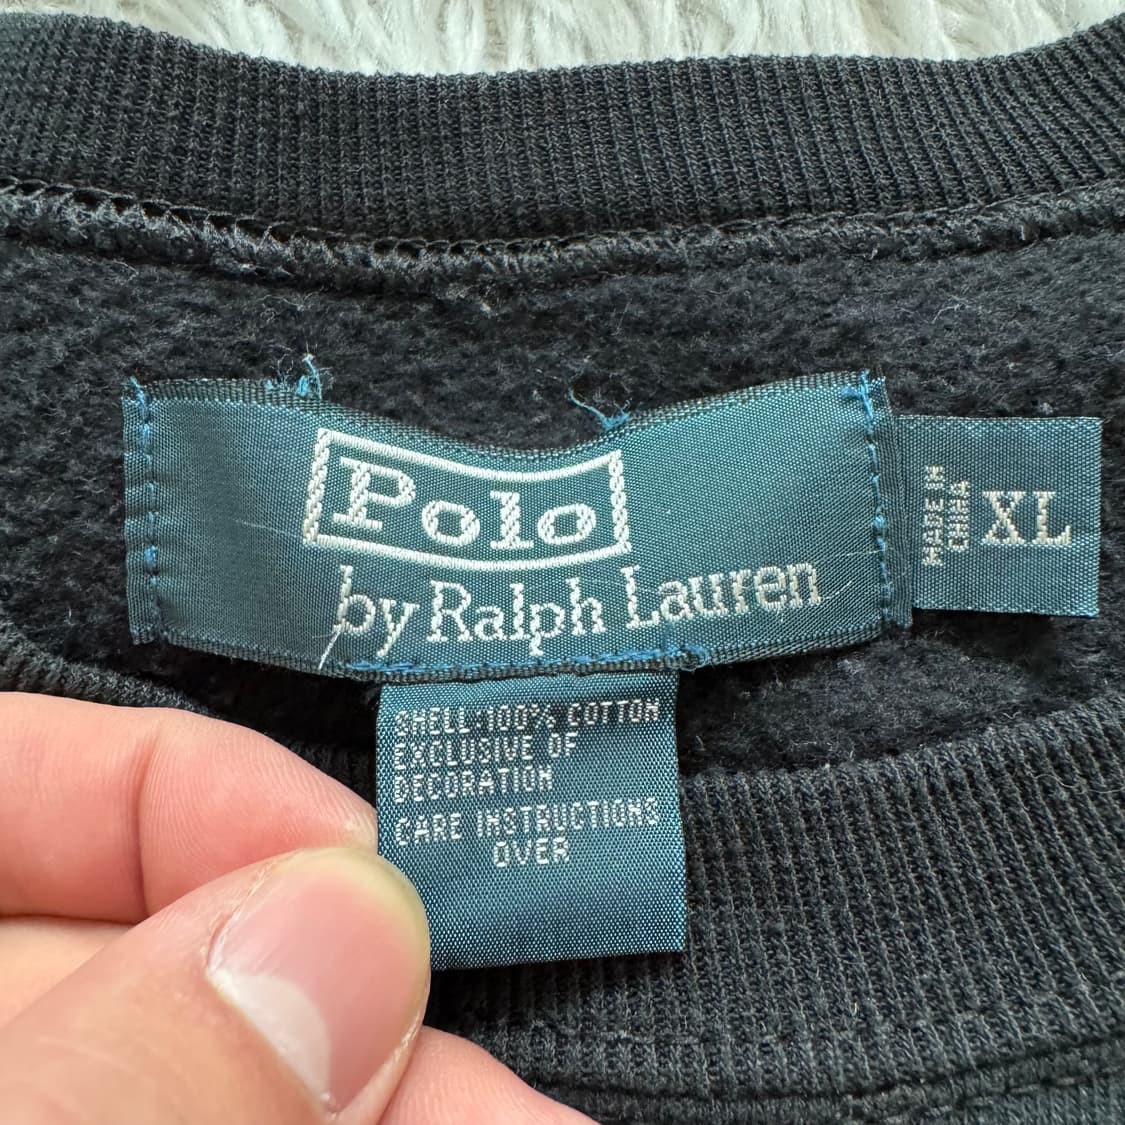 Polo
by Ralph Lauren
MADE IN
CHINA
XL
SHELL:100% COTTON
EXCLUSIVE OF
DECORATION
CARE INSTRUCTIONS
OVER